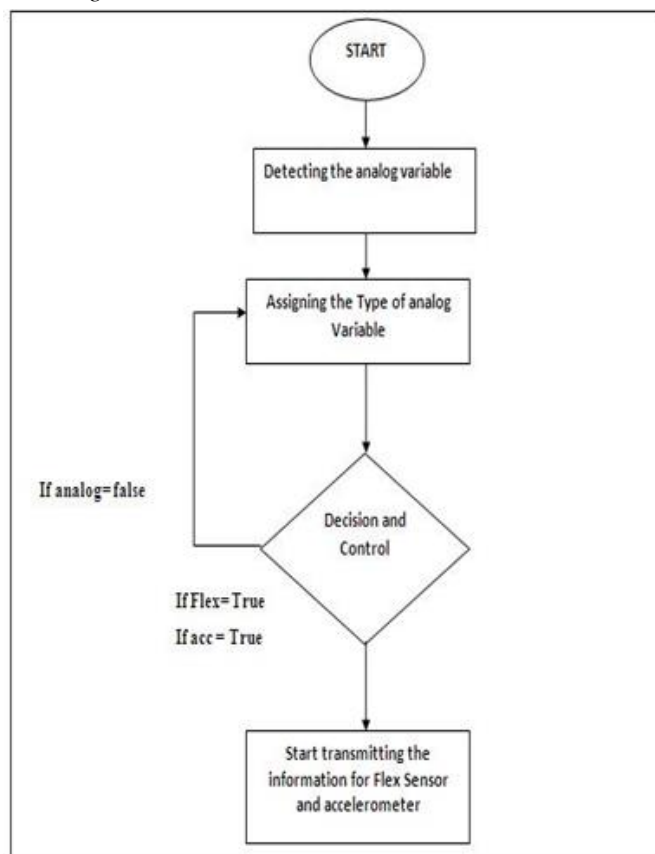 START
Detecting the analog variable
Assigning the Type of analog
Variable
If analog=false
Decision and
Control
If Flex=True
If acc = True
Start transmitting the
information for Flex Sensor
and accelerometer